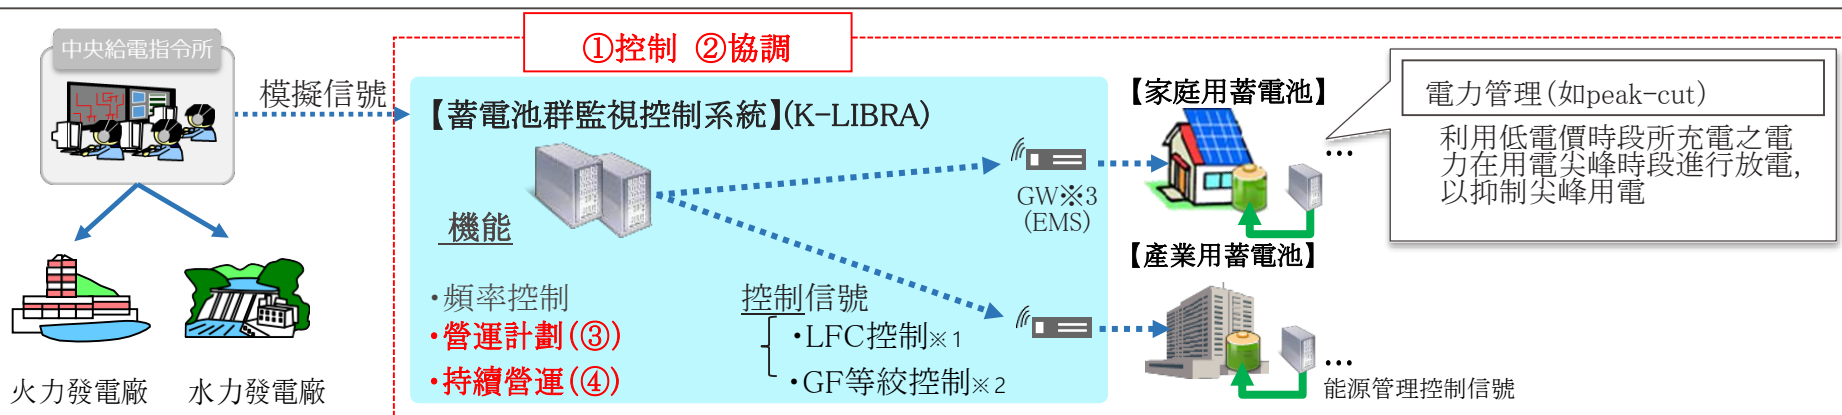 中央給電指令所
模擬信號
火力發電廠
水力發電廠
①控制 ②協調
【蓄電池群監視控制系統】(K-LIBRA)
機能
・頻率控制
・營運計劃(③)
・持續營運(④)
控制信號
・LFC控制※1
・GF等絞控制※2
GW※3
(EMS)
【家庭用蓄電池】
…
【產業用蓄電池】
…
能源管理控制信號
電力管理(如peak-cut)
利用低電價時段所充電之電
力在用電尖峰時段進行放電,
以抑制尖峰用電